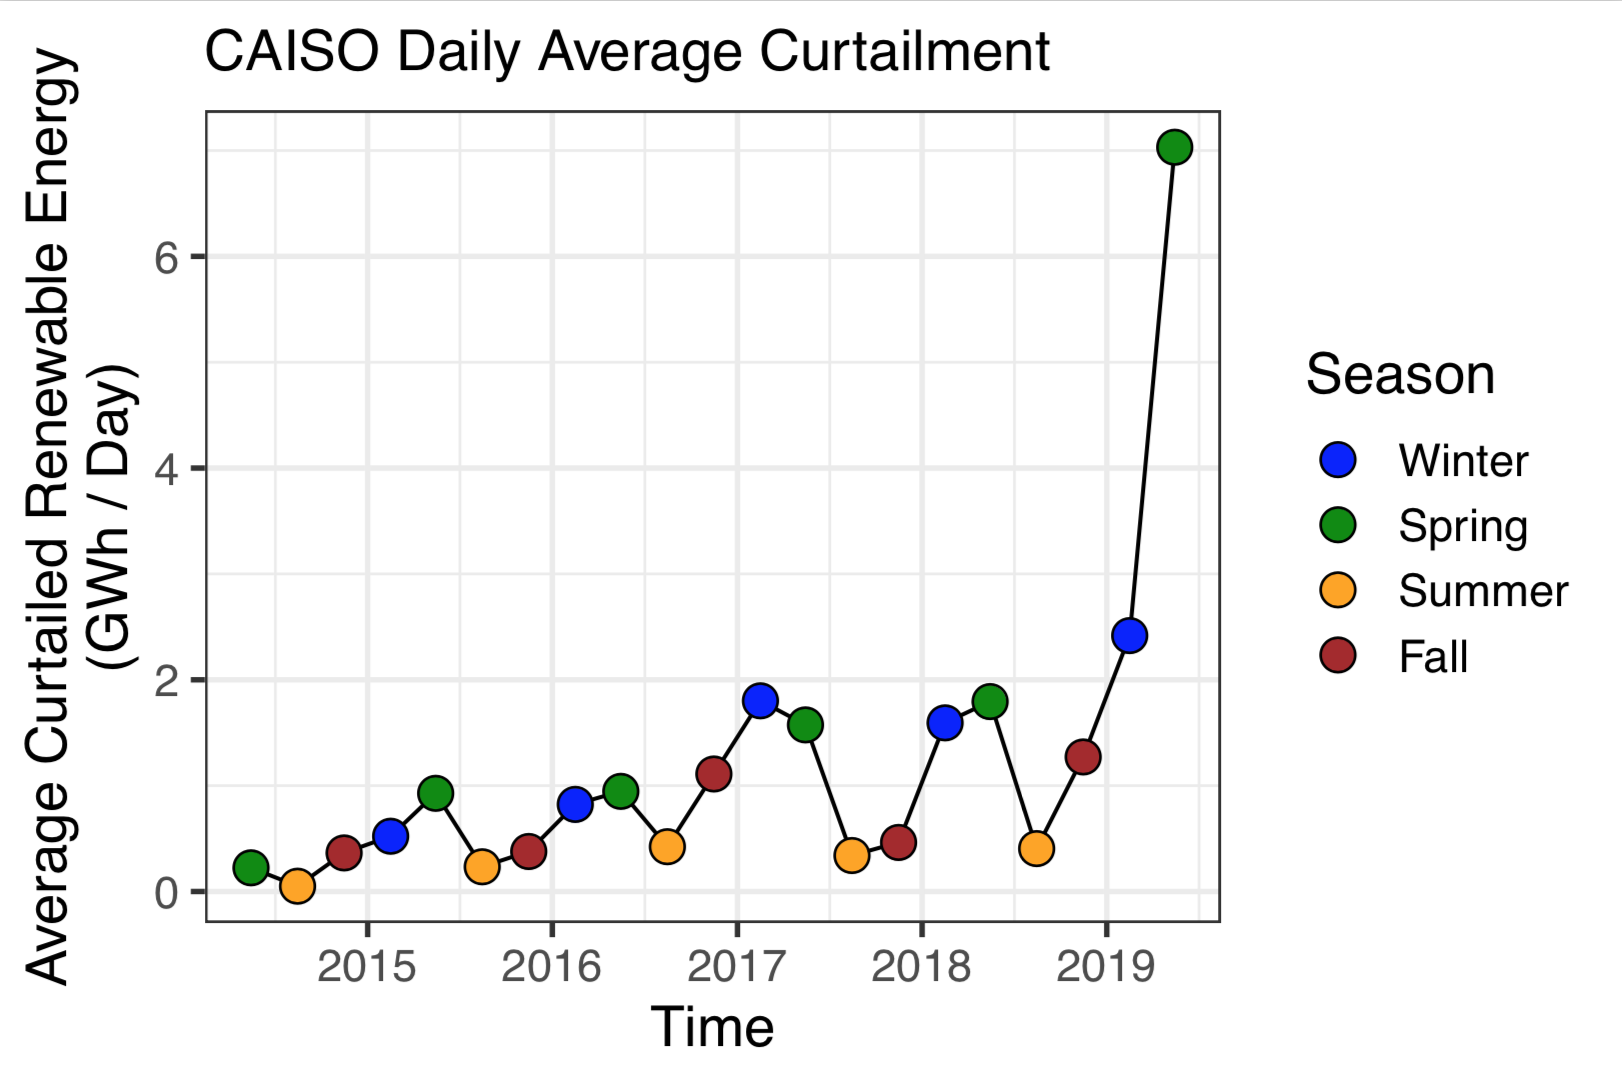 CAISO Daily Average Curtailment
Average Curtailed Renewable Energy
(GWh / Day)
6
4
2
0
2015 2016 2017 2018 2019
Time
Season
Winter
Spring
Summer
Fall